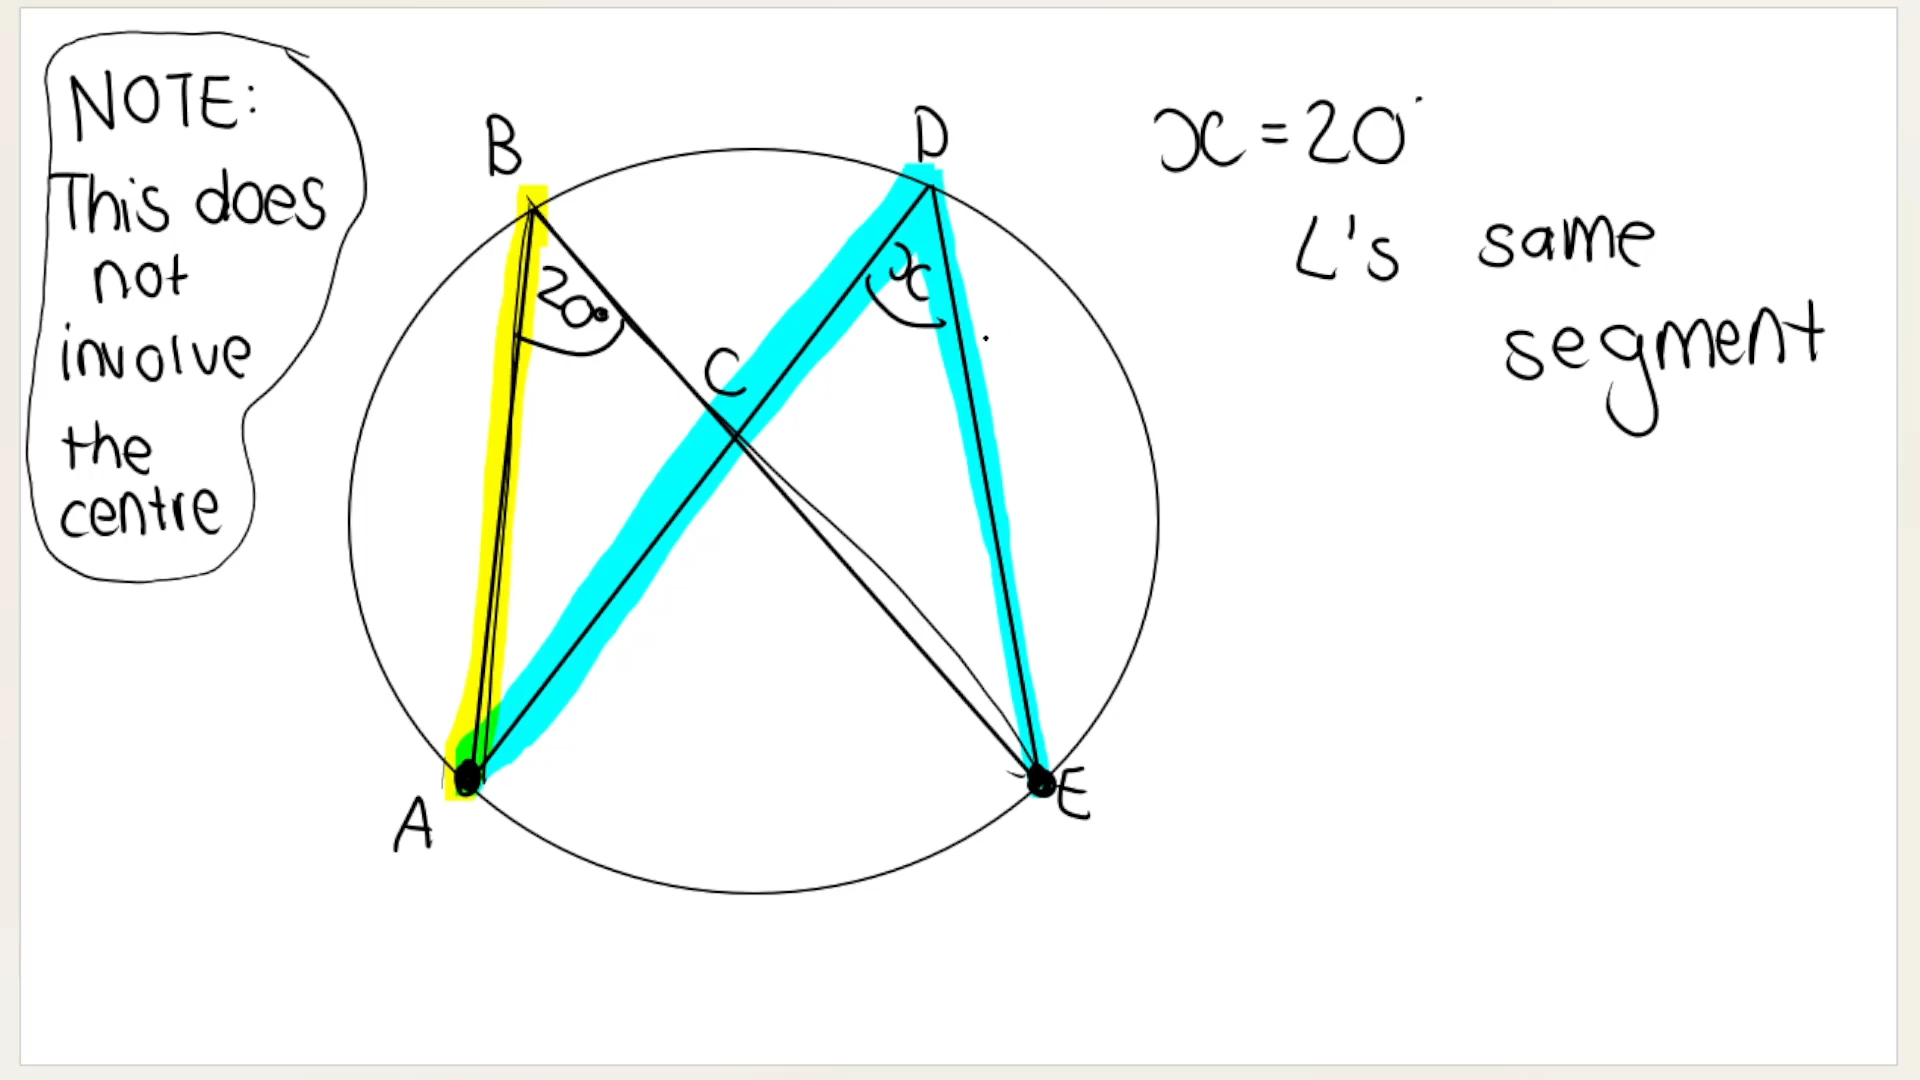 NOTE:
This does
not
involve
the
centre
B
D
20°
x
C
A
E
x = 20°
L's same
segment